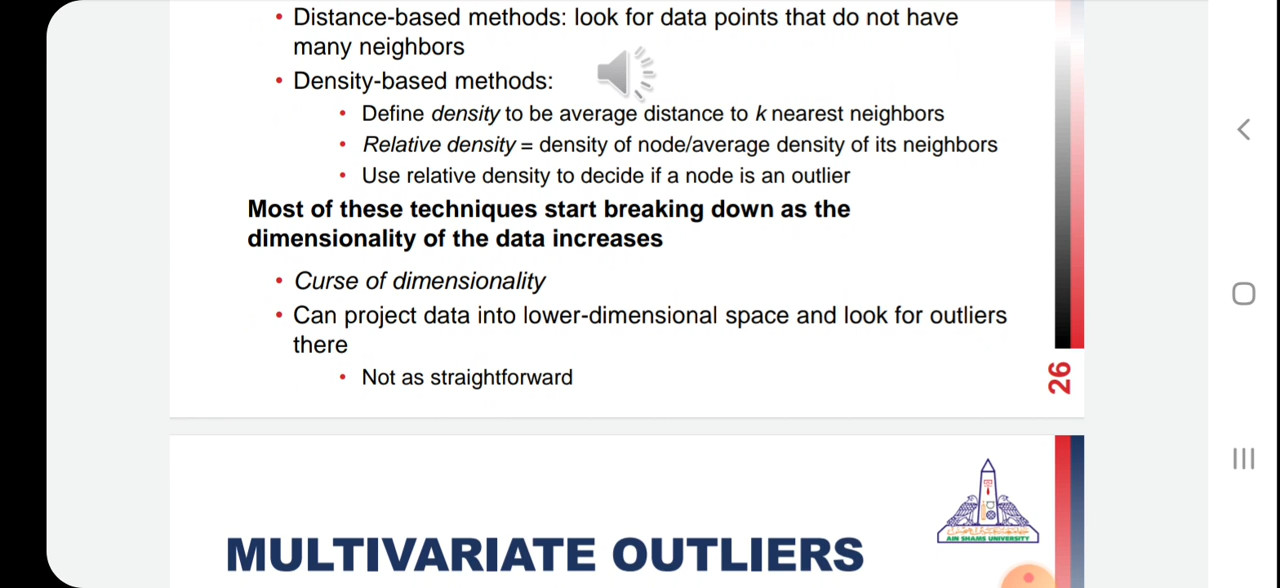 • Distance-based methods: look for data points that do not have
many neighbors
• Density-based methods:
• Define density to be average distance to k nearest neighbors
• Relative density = density of node/average density of its neighbors
• Use relative density to decide if a node is an outlier
Most of these techniques start breaking down as the
dimensionality of the data increases
• Curse of dimensionality
• Can project data into lower-dimensional space and look for outliers
there
• Not as straightforward
26
AIN SHAMS UNIVERSITY
MULTIVARIATE OUTLIERS